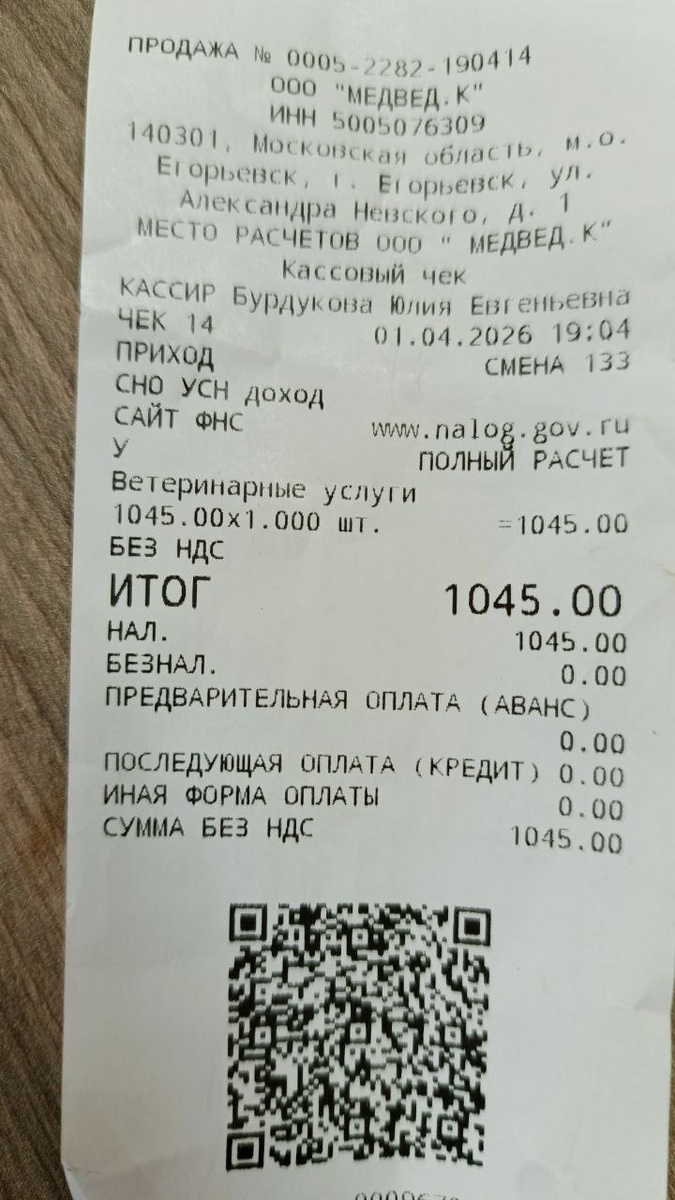 ПРОДАЖА № 0005-2282-190414
ООО "МЕДВЕД.К"
ИНН 5005076309
140301, Московская область, м.о.
Егорьевск, г. Егорьевск, ул.
Александра Невского, д. 1
МЕСТО РАСЧЕТОВ ООО " МЕДВЕД.К"
Кассовый чек
КАССИР Бурдукова Юлия Евгеньевна
ЧЕК 14 01.04.2026 19:04
ПРИХОД СМЕНА 133
СНО УСН доход
САЙТ ФНС www.nalog.gov.ru
У ПОЛНЫЙ РАСЧЕТ
Ветеринарные услуги
1045.00x1.000 шт. =1045.00
БЕЗ НДС
ИТОГ 1045.00
НАЛ. 1045.00
БЕЗНАЛ. 0.00
ПРЕДВАРИТЕЛЬНАЯ ОПЛАТА (АВАНС)
0.00
ПОСЛЕДУЮЩАЯ ОПЛАТА (КРЕДИТ) 0.00
ИНАЯ ФОРМА ОПЛАТЫ 0.00
СУММА БЕЗ НДС 1045.00